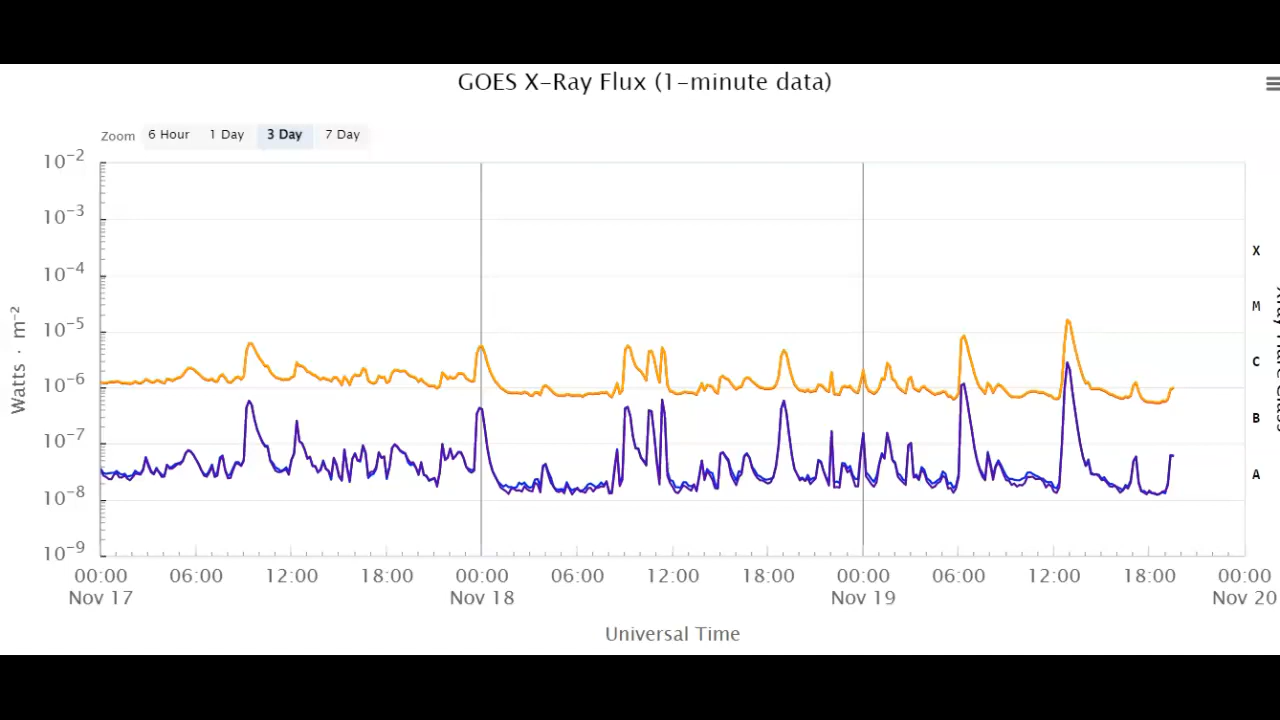 GOES X-Ray Flux (1-minute data)
Zoom 6 Hour 1 Day 3 Day 7 Day
10⁻²
10⁻³
10⁻⁴
10⁻⁵
10⁻⁶
10⁻⁷
10⁻⁸
10⁻⁹
Watts · m⁻²
X
M
C
B
A
00:00 06:00 12:00 18:00 00:00 06:00 12:00 18:00 00:00 06:00 12:00 18:00 00:00
Nov 17 Nov 18 Nov 19 Nov 20
Universal Time